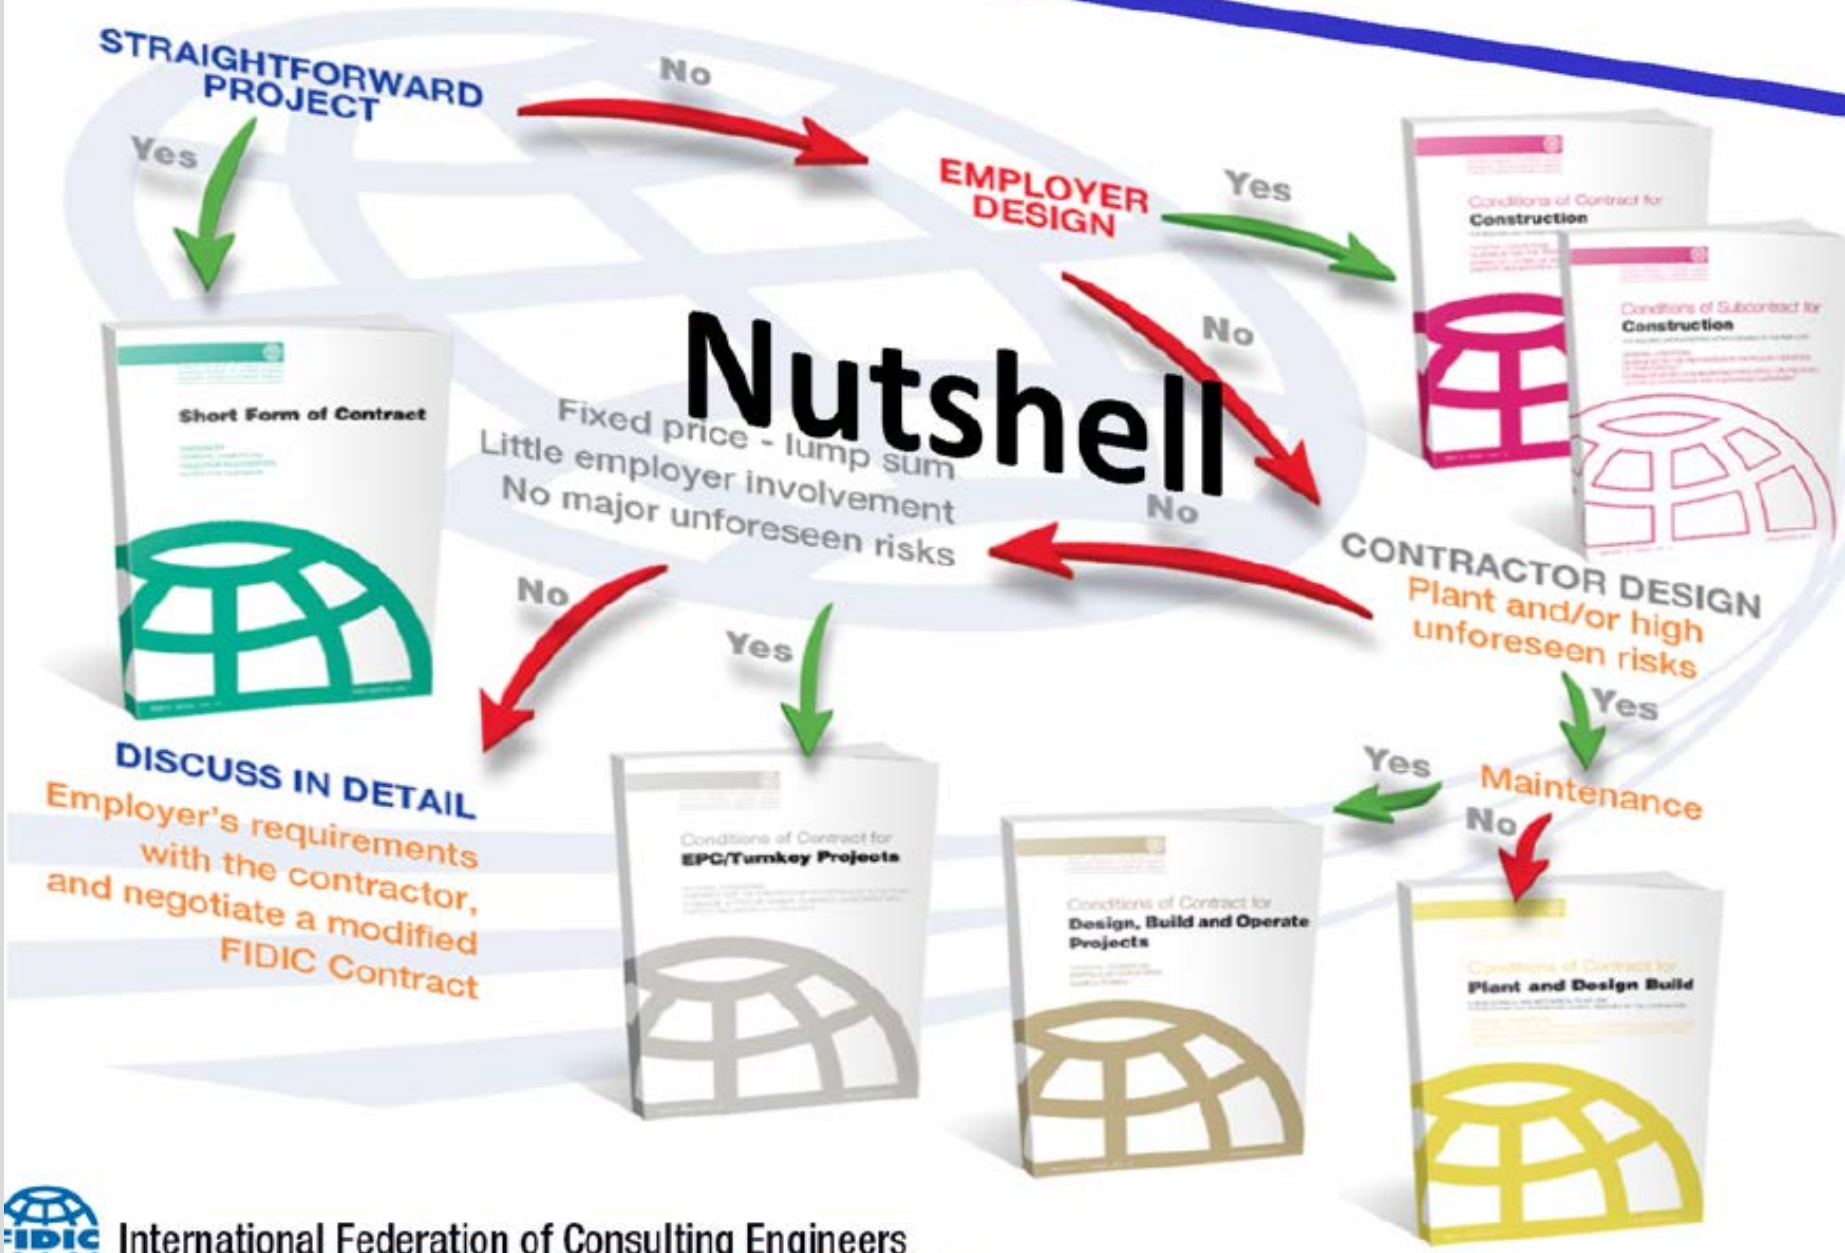 STRAIGHTFORWARD
PROJECT
No
Yes
EMPLOYER
DESIGN
Yes
Conditions of Contract for
Construction
No
Conditions of Subcontract for
Construction
Nutshell
Short Form of Contract
Fixed price - lump sum
Little employer involvement
No major unforeseen risks
No
CONTRACTOR DESIGN
Plant and/or high
unforeseen risks
No
Yes
Yes
DISCUSS IN DETAIL
Employer's requirements
with the contractor,
and negotiate a modified
FIDIC Contract
Yes
Maintenance
No
Conditions of Contract for
EPC/Turnkey Projects
Conditions of Contract for
Design, Build and Operate
Projects
Conditions of Contract for
Plant and Design Build
FIDIC
International Federation of Consulting Engineers